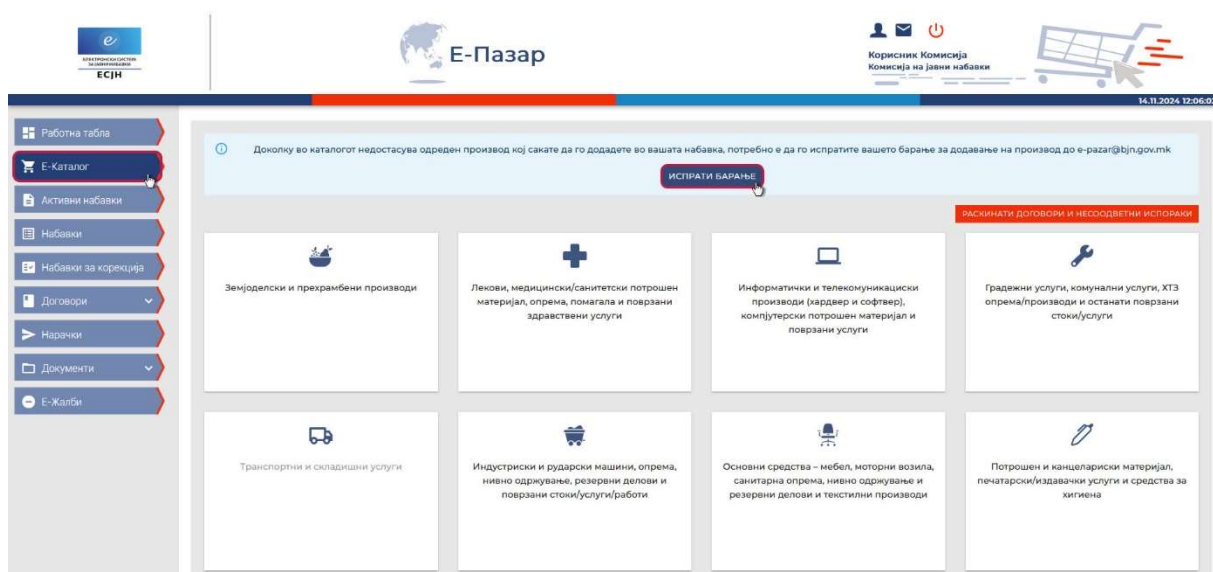 е
ЕЛЕКТРОНСКИ СИСТЕМ
ЗА ЈАВНИ НАБАВКИ
ЕСЈН
Е-Пазар
Корисник Комисија
Комисија на јавни набавки
14.11.2024 12:06:0
Работна табла
Е-Каталог
Активни набавки
Набавки
Набавки за корекција
Договори
Нарачки
Документи
Е-Жалби
Доколку во каталогот недостасува одреден производ кој сакате да го додадете во вашата набавка, потребно е да го испратите вашето барање за додавање на производ до e-pazar@bjn.gov.mk
ИСПРАТИ БАРАЊЕ
РАСКИНАТИ ДОГОВОРИ И НЕСООДВЕТНИ ИСПОРАКИ
Земјоделски и прехрамбени производи
Лекови, медицински/санитетски потрошен
материјал, опрема, помагала и поврзани
здравствени услуги
Информатички и телекомуникациски
производи (хардвер и софтвер),
компјутерски потрошен материјал и
поврзани услуги
Градежни услуги, комунални услуги, ХТЗ
опрема/производи и останати поврзани
стоки/услуги
Транспортни и складишни услуги
Индустриски и рударски машини, опрема,
нивно одржување, резервни делови и
поврзани стоки/услуги/работи
Основни средства – мебел, моторни возила,
санитарна опрема, нивно одржување и
резервни делови и текстилни производи
Потрошен и канцелариски материјал,
печатарски/издавачки услуги и средства за
хигиена